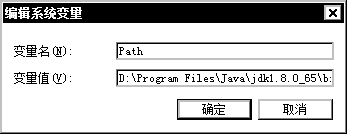 编辑系统变量
变量名(N): Path
变量值(V): D:\Program Files\Java\jdk1.8.0_65\b
确定 取消